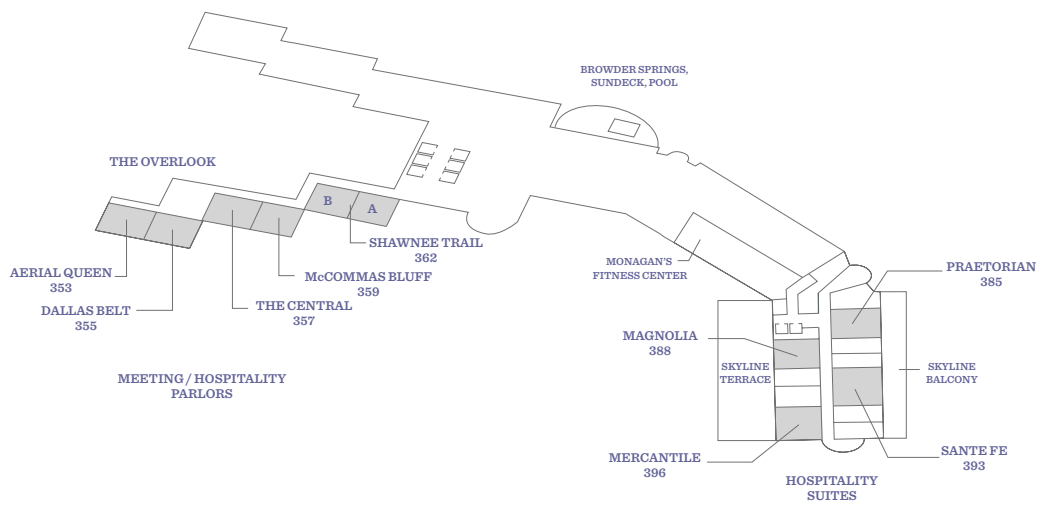 BROWDER SPRINGS,
SUNDECK, POOL
THE OVERLOOK
B
A
SHAWNEE TRAIL
362
AERIAL QUEEN
353
McCOMMAS BLUFF
359
DALLAS BELT
355
THE CENTRAL
357
MEETING / HOSPITALITY
PARLORS
MONAGAN'S
FITNESS CENTER
PRAETORIAN
385
MAGNOLIA
388
SKYLINE
TERRACE
SKYLINE
BALCONY
MERCANTILE
396
SANTE FE
393
HOSPITALITY
SUITES